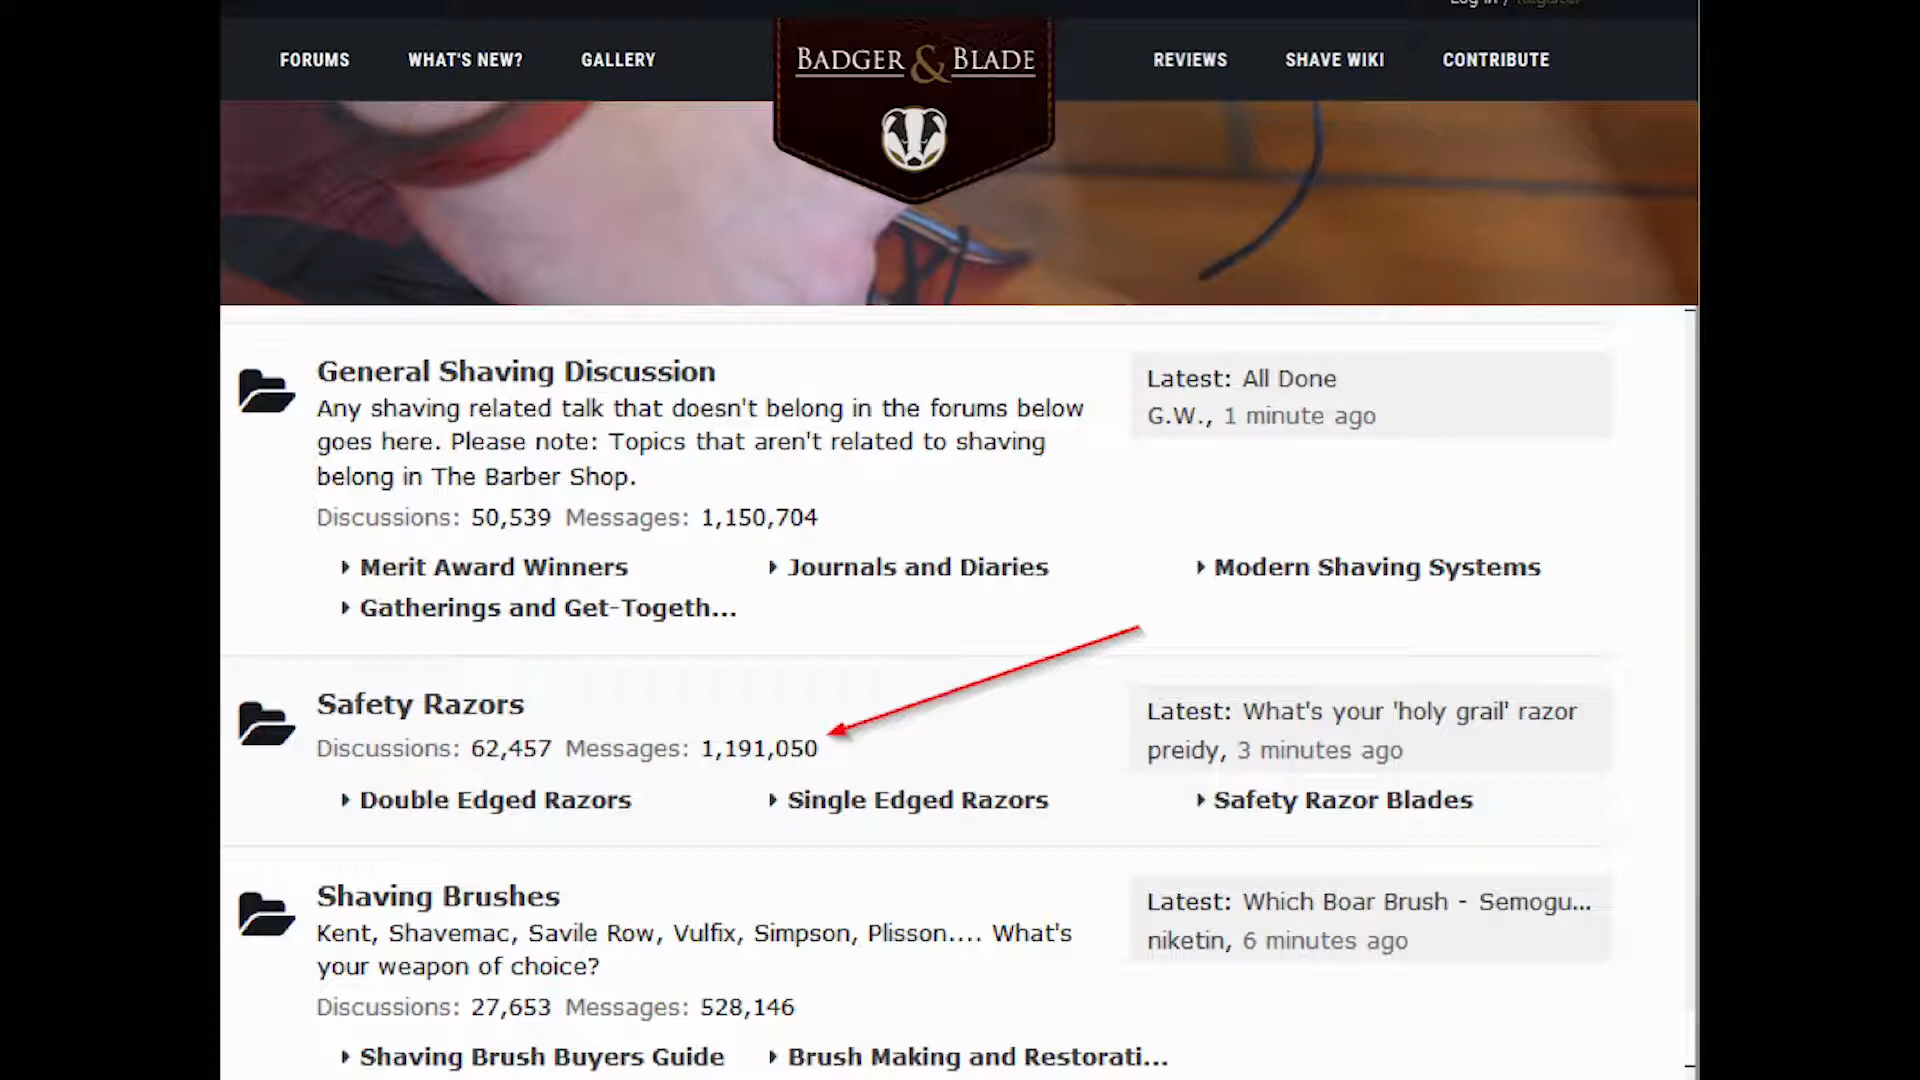 Log in / Register
FORUMS WHAT'S NEW? GALLERY BADGER & BLADE REVIEWS SHAVE WIKI CONTRIBUTE
General Shaving Discussion
Any shaving related talk that doesn't belong in the forums below
goes here. Please note: Topics that aren't related to shaving
belong in The Barber Shop.
Discussions: 50,539 Messages: 1,150,704
Latest: All Done
G.W., 1 minute ago
Merit Award Winners Journals and Diaries Modern Shaving Systems
Gatherings and Get-Togeth...
Safety Razors
Discussions: 62,457 Messages: 1,191,050
Latest: What's your 'holy grail' razor
preidy, 3 minutes ago
Double Edged Razors Single Edged Razors Safety Razor Blades
Shaving Brushes
Kent, Shavemac, Savile Row, Vulfix, Simpson, Plisson.... What's
your weapon of choice?
Discussions: 27,653 Messages: 528,146
Latest: Which Boar Brush - Semogu...
niketin, 6 minutes ago
Shaving Brush Buyers Guide Brush Making and Restorati...